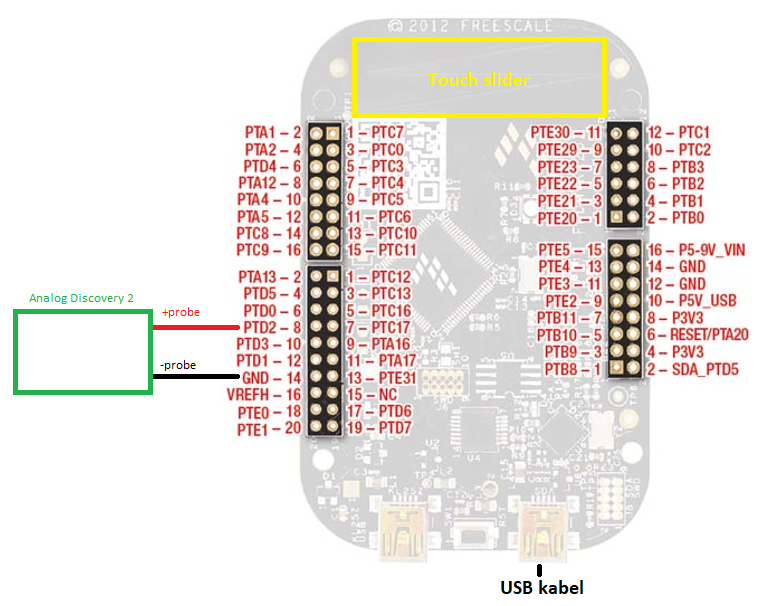 © 2012 FREESCALE
Touch slider
PTA1 – 2 1 – PTC7
PTA2 – 4 3 – PTC0
PTD4 – 6 5 – PTC3
PTA12 – 8 7 – PTC4
PTA4 – 10 9 – PTC5
PTA5 – 12 11 – PTC6
PTC8 – 14 13 – PTC10
PTC9 – 16 15 – PTC11
PTE30 – 11 12 – PTC1
PTE29 – 9 10 – PTC2
PTE23 – 7 8 – PTB3
PTE22 – 5 6 – PTB2
PTE21 – 3 4 – PTB1
PTE20 – 1 2 – PTB0
PTA13 – 2 1 – PTC12
PTD5 – 4 3 – PTC13
PTD0 – 6 5 – PTC16
PTD2 – 8 7 – PTC17
PTD3 – 10 9 – PTA16
PTD1 – 12 11 – PTA17
GND – 14 13 – PTE31
VREFH – 16 15 – NC
PTE0 – 18 17 – PTD6
PTE1 – 20 19 – PTD7
PTE5 – 15 16 – P5-9V_VIN
PTE4 – 13 14 – GND
PTE3 – 11 12 – GND
PTE2 – 9 10 – P5V_USB
PTB11 – 7 8 – P3V3
PTB10 – 5 6 – RESET/PTA20
PTB9 – 3 4 – P3V3
PTB8 – 1 2 – SDA_PTD5
Analog Discovery 2
+probe
-probe
U4
RST
USB kabel